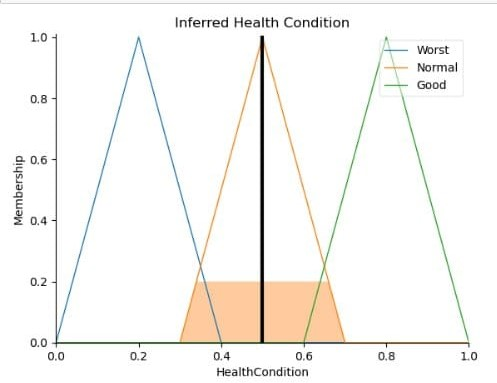 Inferred Health Condition
Worst
Normal
Good
1.0
0.8
0.6
0.4
0.2
0.0
Membership
0.0 0.2 0.4 0.6 0.8 1.0
HealthCondition